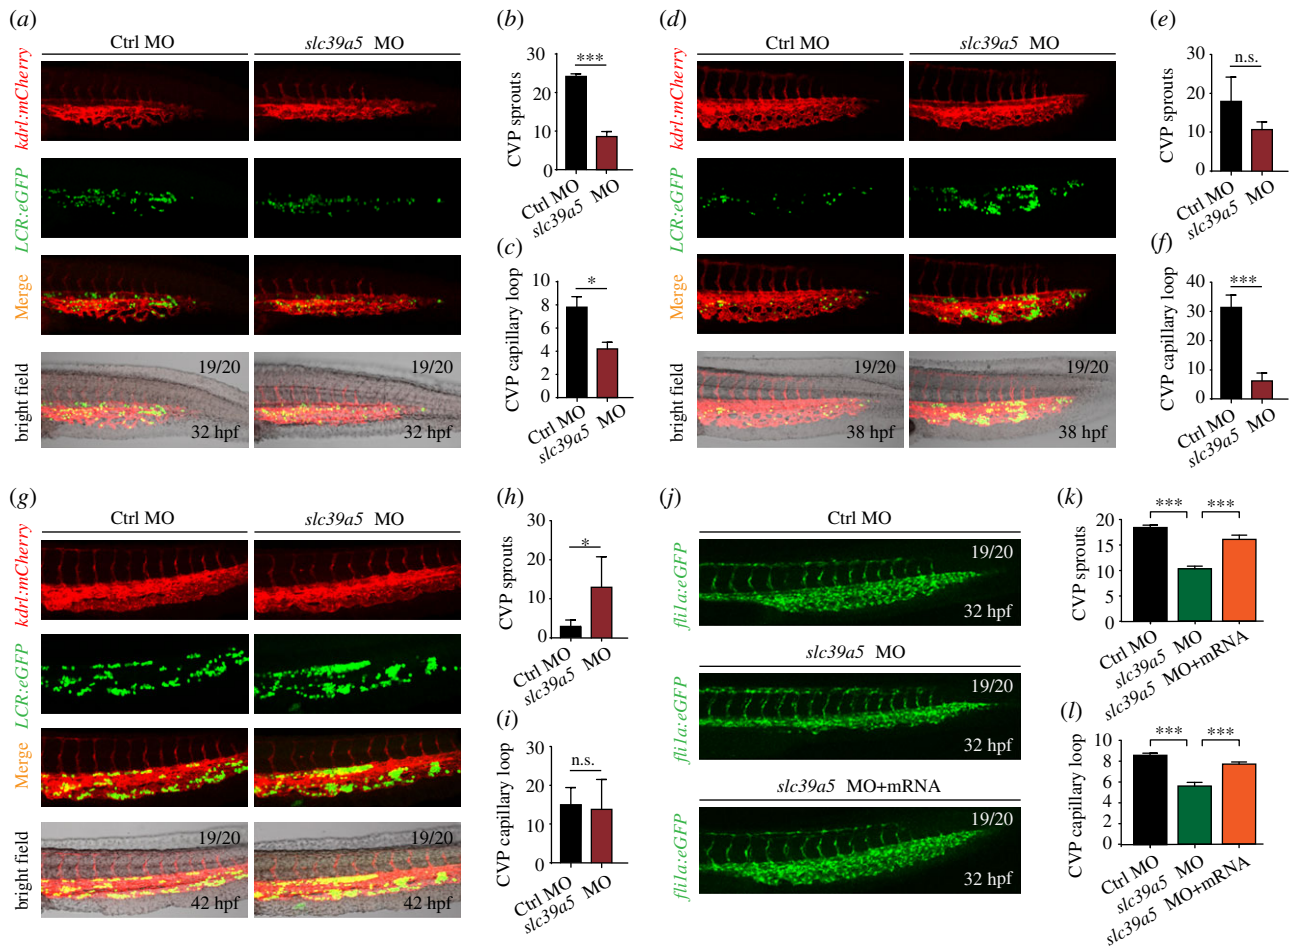 (a)
Ctrl MO
slc39a5 MO
kdrl:mCherry
LCR:eGFP
Merge
bright field
19/20
32 hpf
19/20
32 hpf
(b)
CVP sprouts
30
20
10
0
***
Ctrl MO
slc39a5 MO
(c)
CVP capillary loop
10
8
6
4
2
0
*
Ctrl MO
slc39a5 MO
(d)
Ctrl MO
slc39a5 MO
kdrl:mCherry
LCR:eGFP
Merge
bright field
19/20
38 hpf
19/20
38 hpf
(e)
CVP sprouts
30
20
10
0
n.s.
Ctrl MO
slc39a5 MO
(f)
CVP capillary loop
40
30
20
10
0
***
Ctrl MO
slc39a5 MO
(g)
Ctrl MO
slc39a5 MO
kdrl:mCherry
LCR:eGFP
Merge
bright field
19/20
42 hpf
19/20
42 hpf
(h)
CVP sprouts
30
20
10
0
*
Ctrl MO
slc39a5 MO
(i)
CVP capillary loop
30
20
10
0
n.s.
Ctrl MO
slc39a5 MO
(j)
Ctrl MO
fli1a:eGFP
19/20
32 hpf
slc39a5 MO
fli1a:eGFP
19/20
32 hpf
slc39a5 MO+mRNA
fli1a:eGFP
19/20
32 hpf
(k)
CVP sprouts
20
15
10
5
0
***
***
Ctrl MO
slc39a5 MO
slc39a5 MO+mRNA
(l)
CVP capillary loop
10
8
6
4
2
0
***
***
Ctrl MO
slc39a5 MO
slc39a5 MO+mRNA